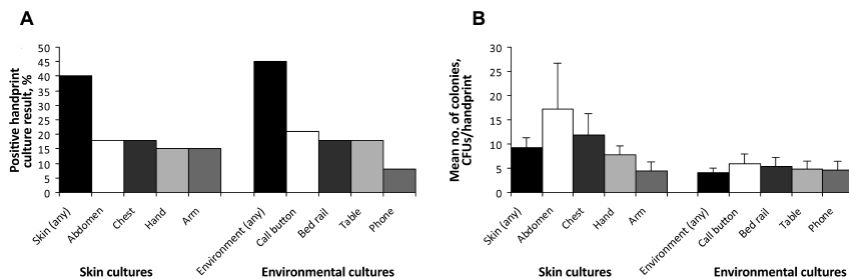 A
Positive handprint
culture result, %
50
45
40
35
30
25
20
15
10
5
0
Skin (any)
Abdomen
Chest
Hand
Arm
Environment (any)
Call button
Bed rail
Table
Phone
Skin cultures
Environmental cultures
B
Mean no. of colonies,
CFUs/handprint
30
25
20
15
10
5
0
Skin (any)
Abdomen
Chest
Hand
Arm
Environment (any)
Call button
Bed rail
Table
Phone
Skin cultures
Environmental cultures